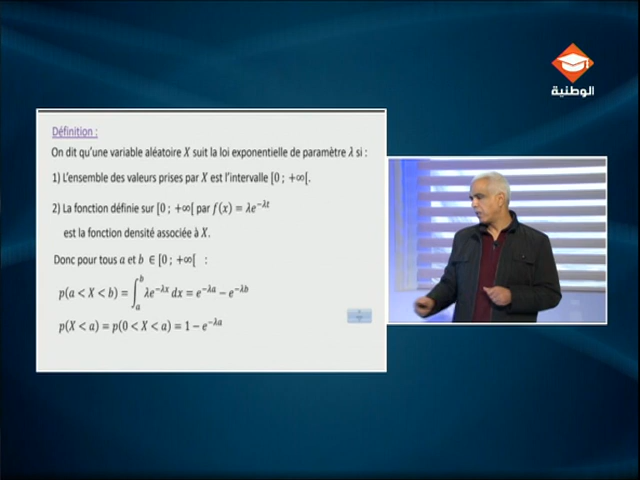 الوطنية
Définition :
On dit qu'une variable aléatoire X suit la loi exponentielle de paramètre λ si :
1) L'ensemble des valeurs prises par X est l'intervalle [0 ; +∞[.
2) La fonction définie sur [0 ; +∞[ par f(x) = λe^{-λt}
est la fonction densité associée à X.
Donc pour tous a et b ∈ [0 ; +∞[ :
p(a < X < b) = ∫_a^b λe^{-λx} dx = e^{-λa} − e^{-λb}
p(X < a) = p(0 < X < a) = 1 − e^{-λa}